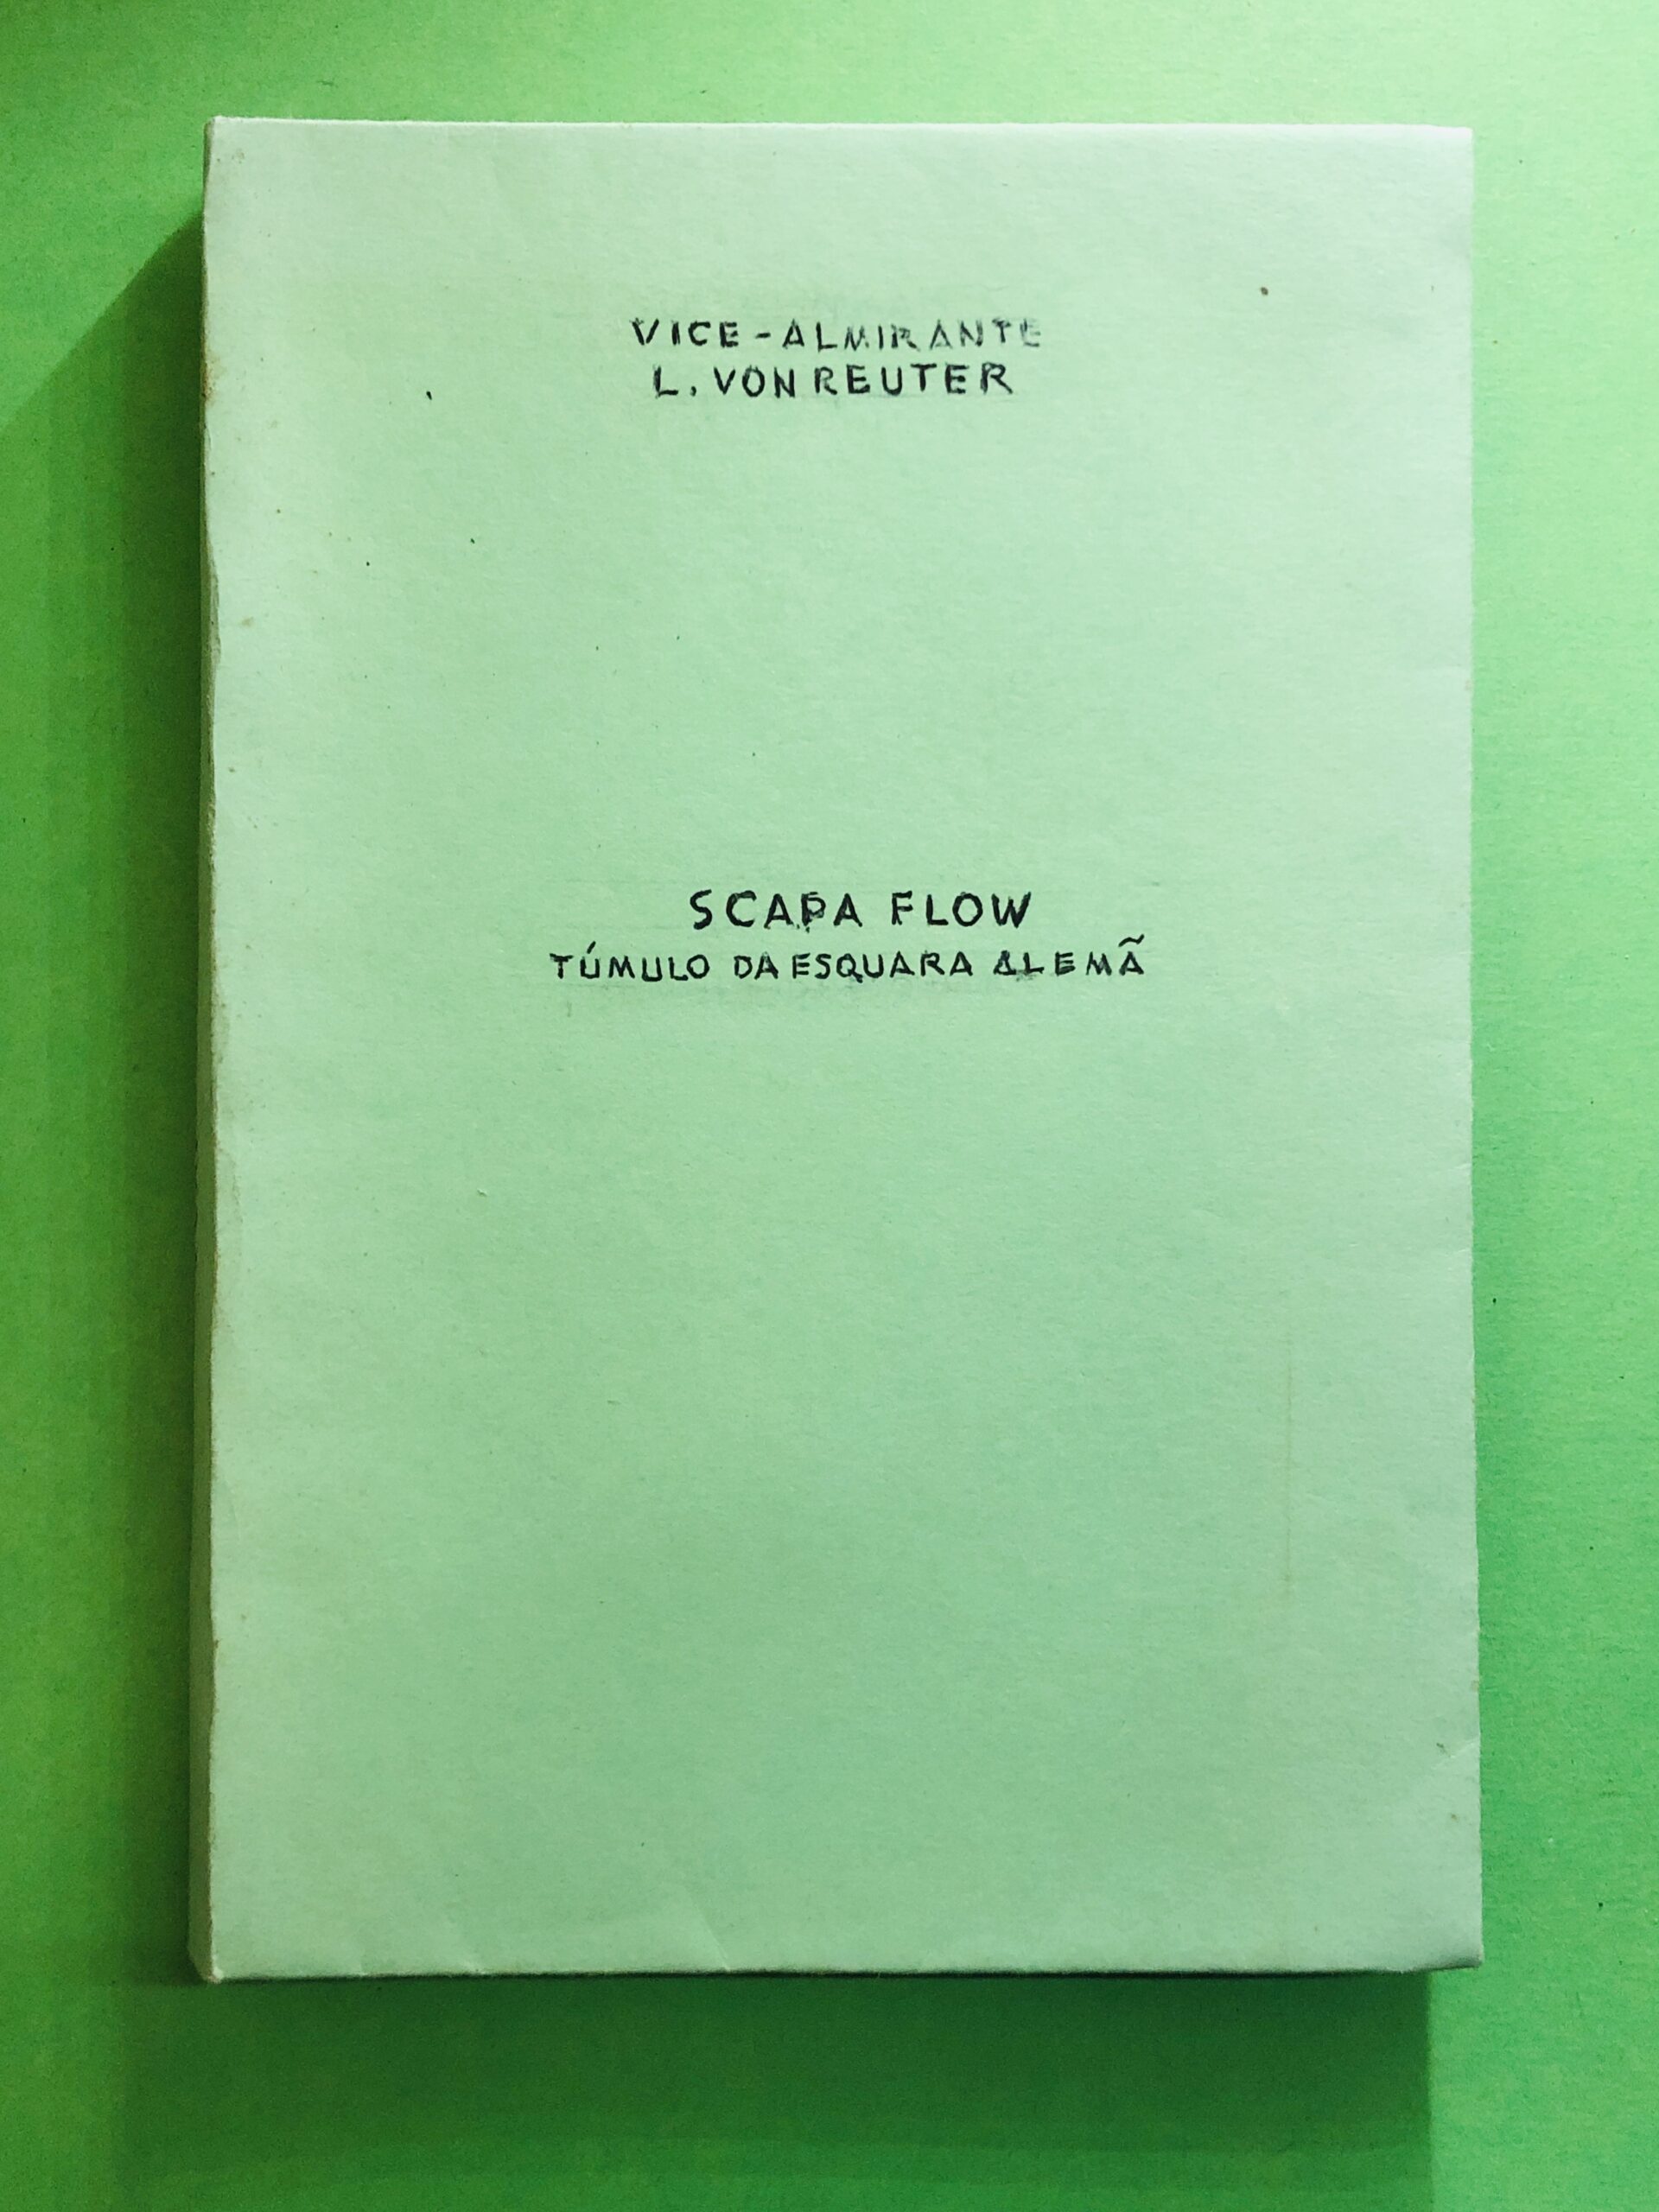 VICE-ALMIRANTE
L. VON REUTER
SCAPA FLOW
TÚMULO DA ESQUARA ALEMÃ